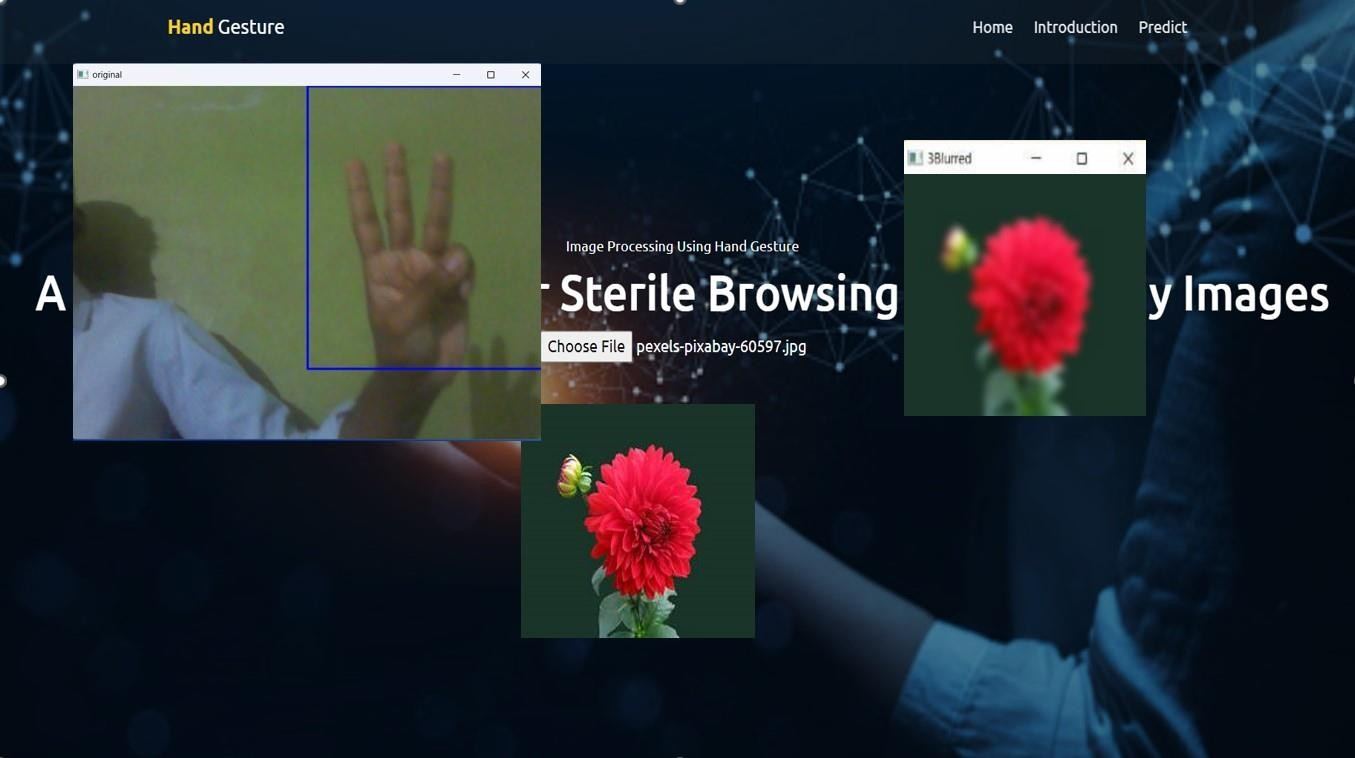 Hand Gesture
Home Introduction Predict
original
3Blurred
Image Processing Using Hand Gesture
A Sterile Browsing y Images
Choose File pexels-pixabay-60597.jpg